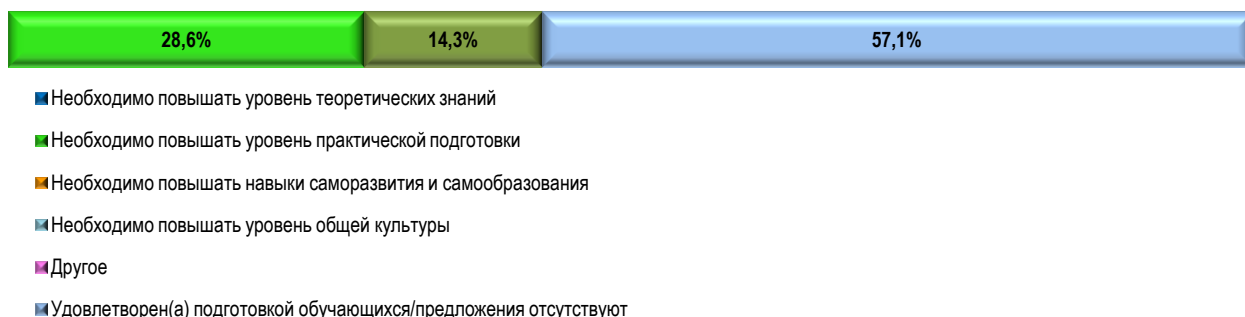 28,6% 14,3% 57,1%
Необходимо повышать уровень теоретических знаний
Необходимо повышать уровень практической подготовки
Необходимо повышать навыки саморазвития и самообразования
Необходимо повышать уровень общей культуры
Другое
Удовлетворен(а) подготовкой обучающихся/предложения отсутствуют